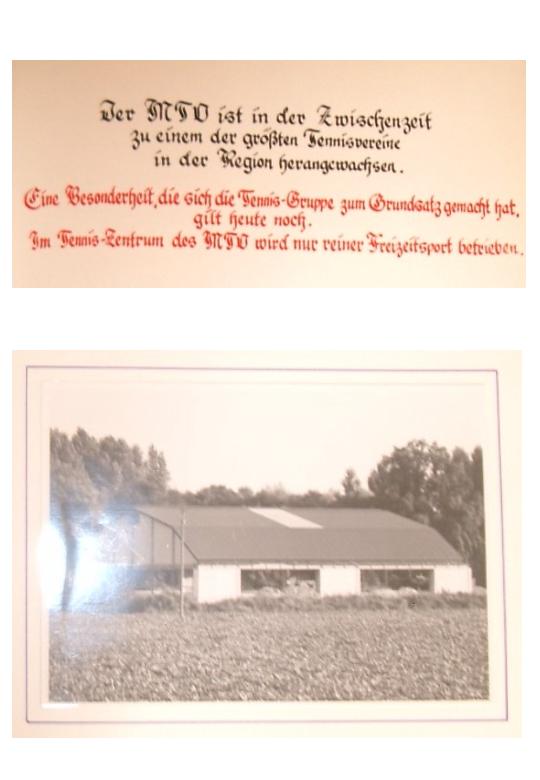 Der MTV ist in der Zwischenzeit
zu einem der größten Tennisvereine
in der Region herangewachsen.
Eine Besonderheit, die sich die Tennis-Gruppe zum Grundsatz gemacht hat,
gilt heute noch.
Im Tennis-Zentrum des MTV wird nur reiner Freizeitsport betrieben.